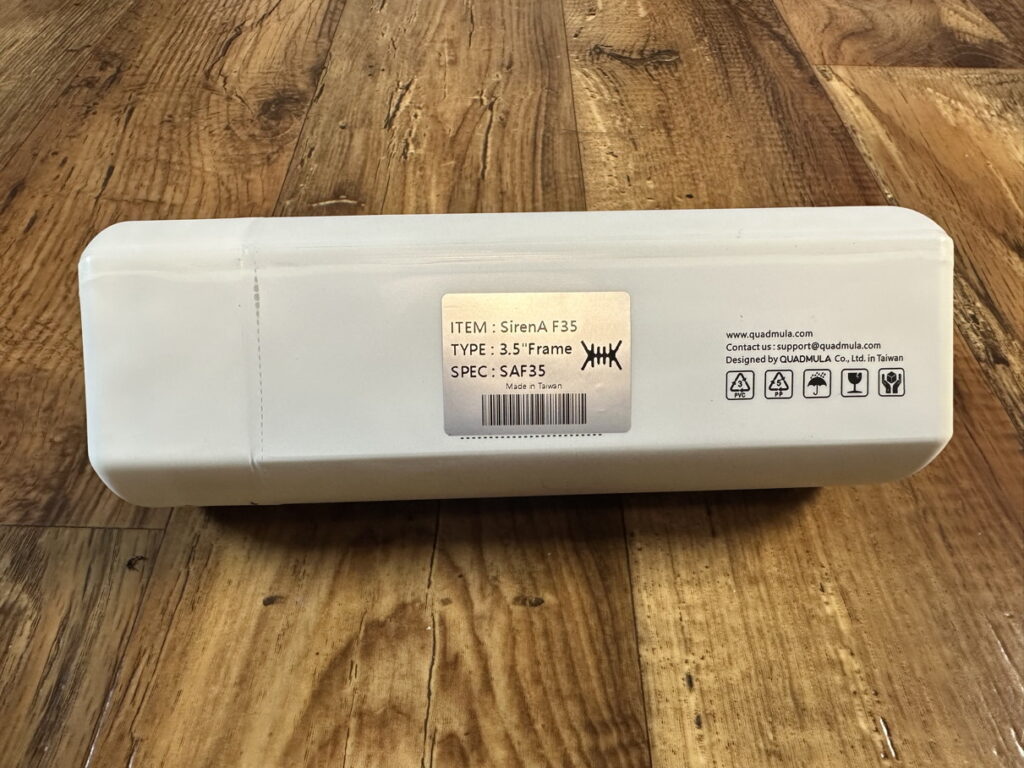 ITEM : SirenA F35
TYPE : 3.5"Frame
SPEC : SAF35
Made in Taiwan
www.quadmula.com
Contact us : support@quadmula.com
Designed by QUADMULA Co., Ltd. in Taiwan
3 5
PVC PP